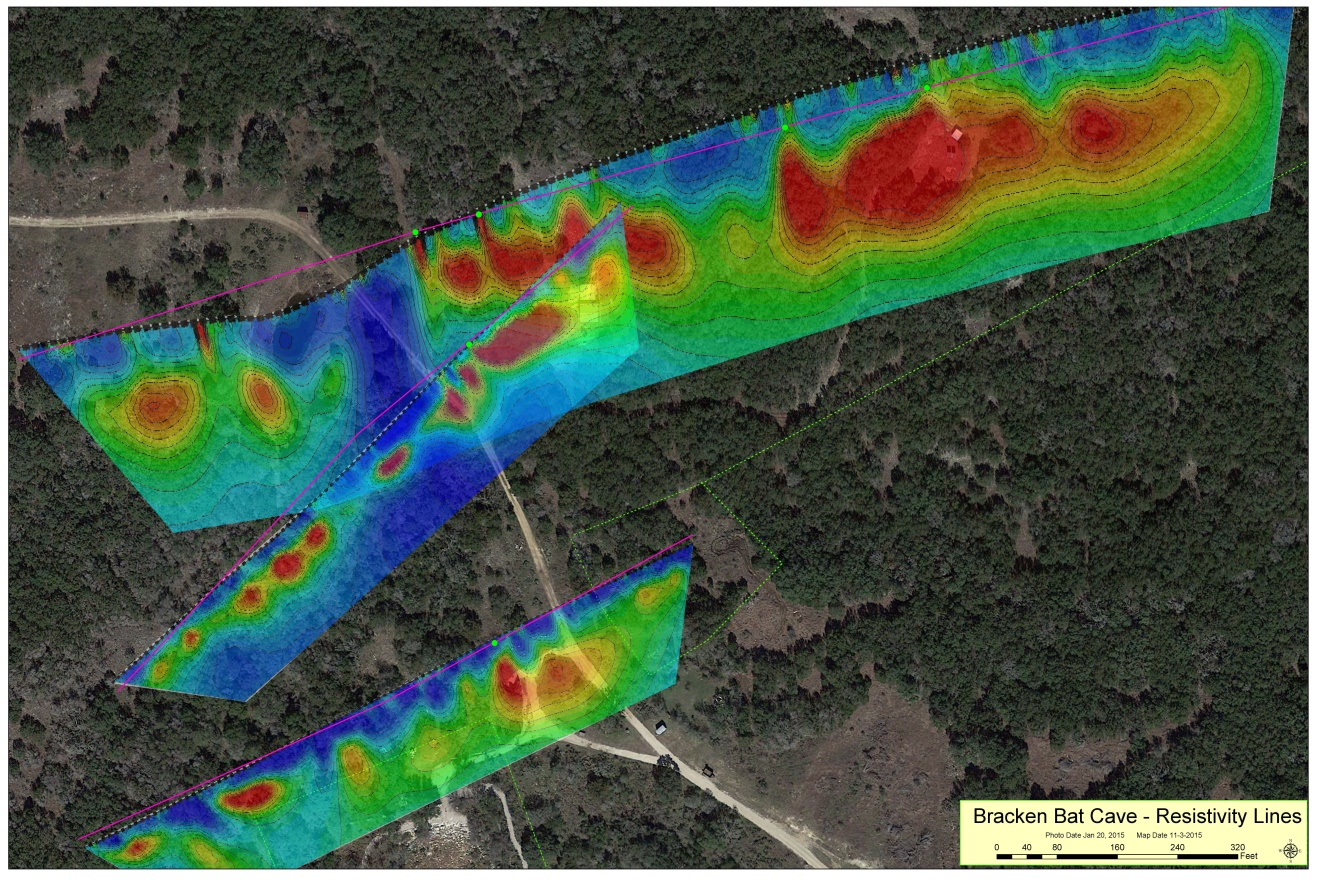 Bracken Bat Cave - Resistivity Lines
Photo Date Jan 20, 2015 Map Date 11-3-2015
0 40 80 160 240 320
Feet